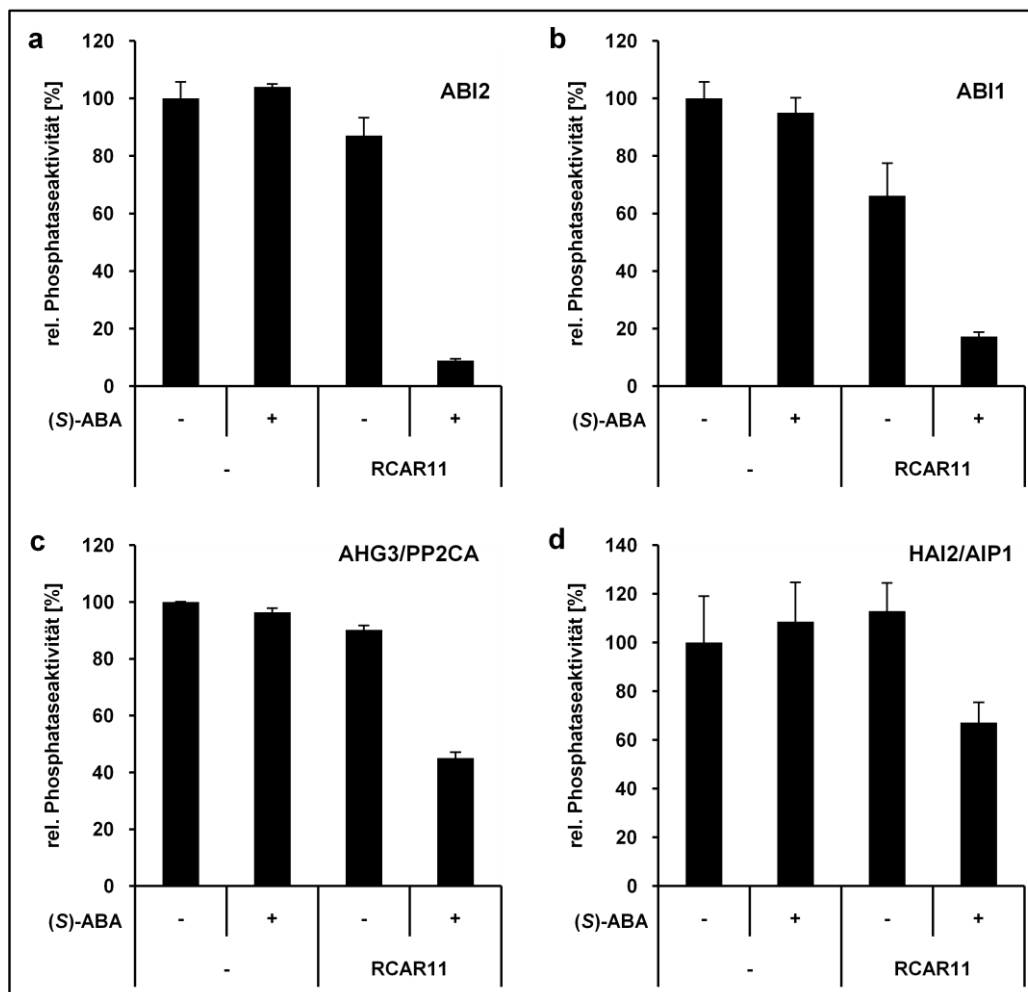 a
ABI2
rel. Phosphataseaktivität [%]
120
100
80
60
40
20
0
(S)-ABA - + - +
- RCAR11
b
ABI1
rel. Phosphataseaktivität [%]
120
100
80
60
40
20
0
(S)-ABA - + - +
- RCAR11
c
AHG3/PP2CA
rel. Phosphataseaktivität [%]
120
100
80
60
40
20
0
(S)-ABA - + - +
- RCAR11
d
HAI2/AIP1
rel. Phosphataseaktivität [%]
140
120
100
80
60
40
20
0
(S)-ABA - + - +
- RCAR11